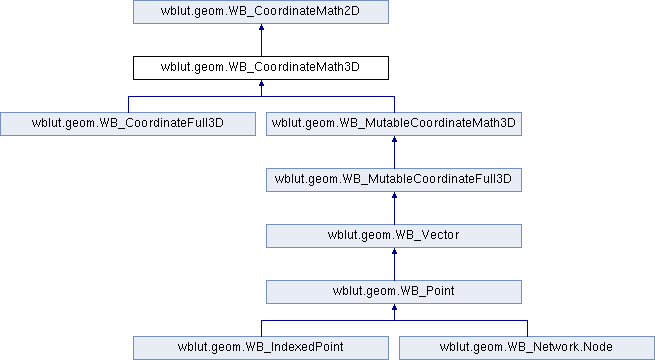 wblut.geom.WB_CoordinateMath2D
wblut.geom.WB_CoordinateMath3D
wblut.geom.WB_CoordinateFull3D
wblut.geom.WB_MutableCoordinateMath3D
wblut.geom.WB_MutableCoordinateFull3D
wblut.geom.WB_Vector
wblut.geom.WB_Point
wblut.geom.WB_IndexedPoint
wblut.geom.WB_Network.Node